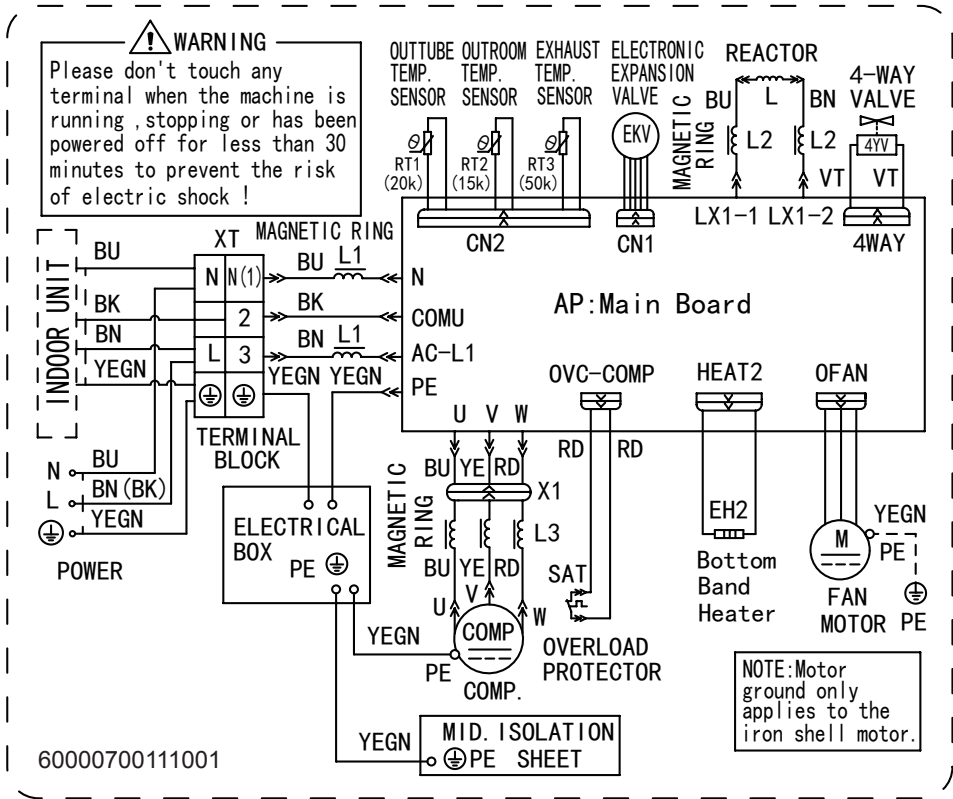 WARNING
Please don't touch any
terminal when the machine is
running ,stopping or has been
powered off for less than 30
minutes to prevent the risk
of electric shock !
OUTTUBE
TEMP.
SENSOR
OUTROOM
TEMP.
SENSOR
EXHAUST
TEMP.
SENSOR
ELECTRONIC
EXPANSION
VALVE
REACTOR
4-WAY
VALVE
BU
L
BN
MAGNETIC
RING
L2
L2
4YV
VT
VT
θ
θ
θ
RT1
(20k)
RT2
(15k)
RT3
(50k)
EKV
CN2
CN1
LX1-1
LX1-2
4WAY
INDOOR UNIT
BU
BK
BN
YEGN
XT
MAGNETIC RING
N
N(1)
2
L
3
BU
L1
BK
BN
L1
YEGN
YEGN
N
COMU
AC-L1
PE
AP:Main Board
OVC-COMP
HEAT2
OFAN
TERMINAL
BLOCK
N
BU
L
BN(BK)
YEGN
POWER
ELECTRICAL
BOX
PE
U
V
W
BU
YE
RD
X1
MAGNETIC
RING
L3
BU
YE
RD
U
V
W
COMP
PE
COMP.
YEGN
RD
RD
SAT
OVERLOAD
PROTECTOR
EH2
Bottom
Band
Heater
M
YEGN
PE
FAN
MOTOR
PE
NOTE:Motor
ground only
applies to the
iron shell motor.
YEGN
MID. ISOLATION
PE SHEET
60000700111001